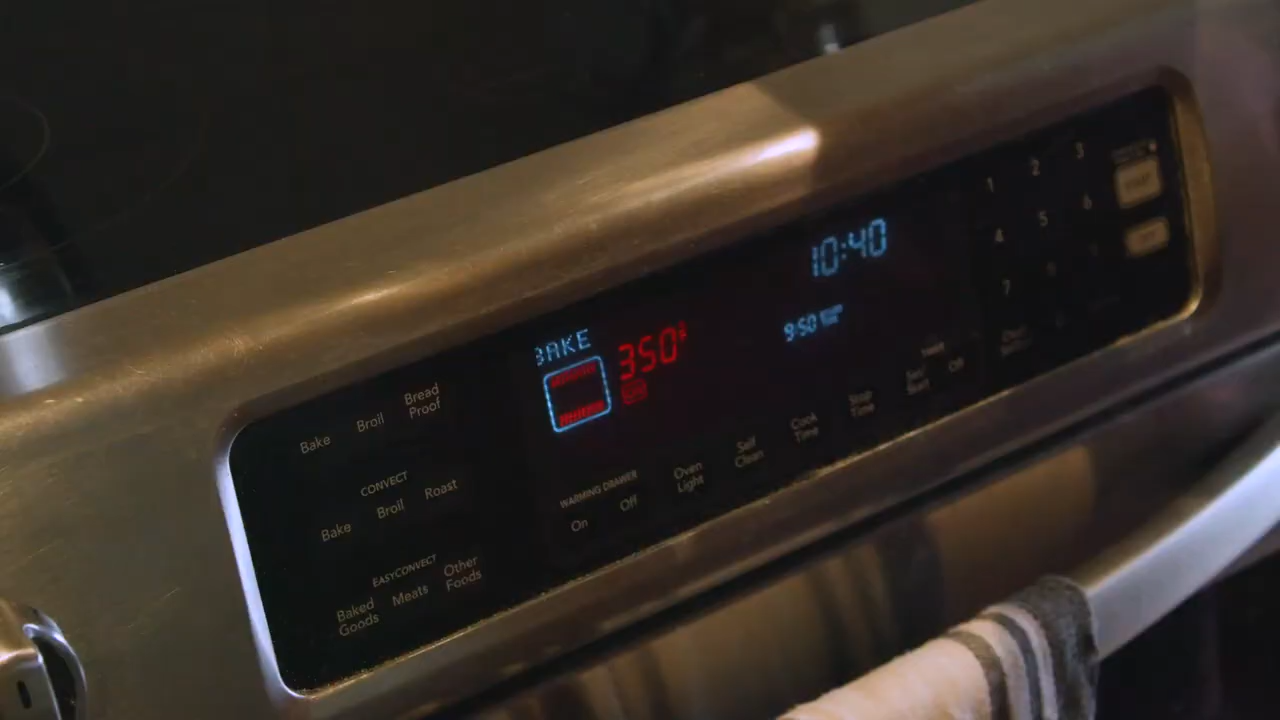 BAKE
350°F
10:40
9:50
Bake
Broil
Bread
Proof
CONVECT
Bake
Broil
Roast
EASYCONVECT
Baked
Goods
Meats
Other
Foods
WARMING DRAWER
On
Off
Oven
Light
Self
Clean
Cook
Time
Stop
Time
Off
1
2
3
4
5
6
7
START